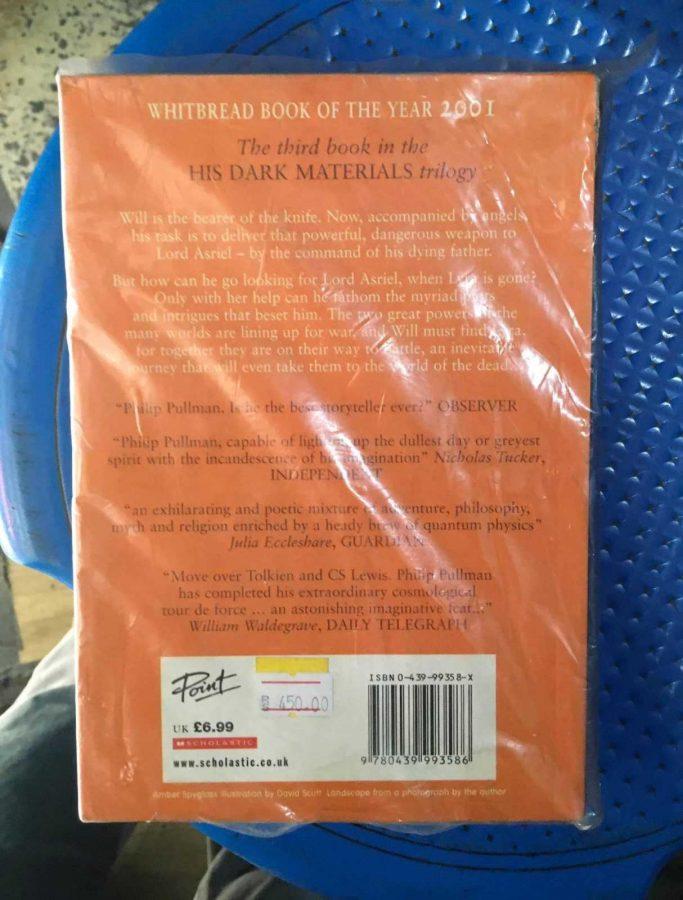 WHITBREAD BOOK OF THE YEAR 2001
The third book in the
HIS DARK MATERIALS trilogy
Will is the bearer of the knife. Now, accompanied by angels,
his task is to deliver that powerful, dangerous weapon to
Lord Asriel – by the command of his dying father.
But how can he go looking for Lord Asriel, when Lyra is gone?
Only with her help can he fathom the myriad plots
and intrigues that beset him. The two great powers of the
many worlds are lining up for war, and Will must find Lyra,
for together they are on their way to battle, an inevitable
journey that will even take them to the world of the dead...
"Philip Pullman. Is he the best storyteller ever?" OBSERVER
"Philip Pullman, capable of lighting up the dullest day or greyest
spirit with the incandescence of his imagination" Nicholas Tucker,
INDEPENDENT
"an exhilarating and poetic mixture of adventure, philosophy,
myth and religion enriched by a heady brew of quantum physics"
Julia Eccleshare, GUARDIAN
"Move over Tolkien and CS Lewis. Philip Pullman
has completed his extraordinary cosmological
tour de force ... an astonishing imaginative feat..."
William Waldegrave, DAILY TELEGRAPH
Point
450.00
UK £6.99
SCHOLASTIC
www.scholastic.co.uk
ISBN 0-439-99358-X
9 780439 993586
Amber Spyglass illustration by David Scutt Landscape from a photograph by the author